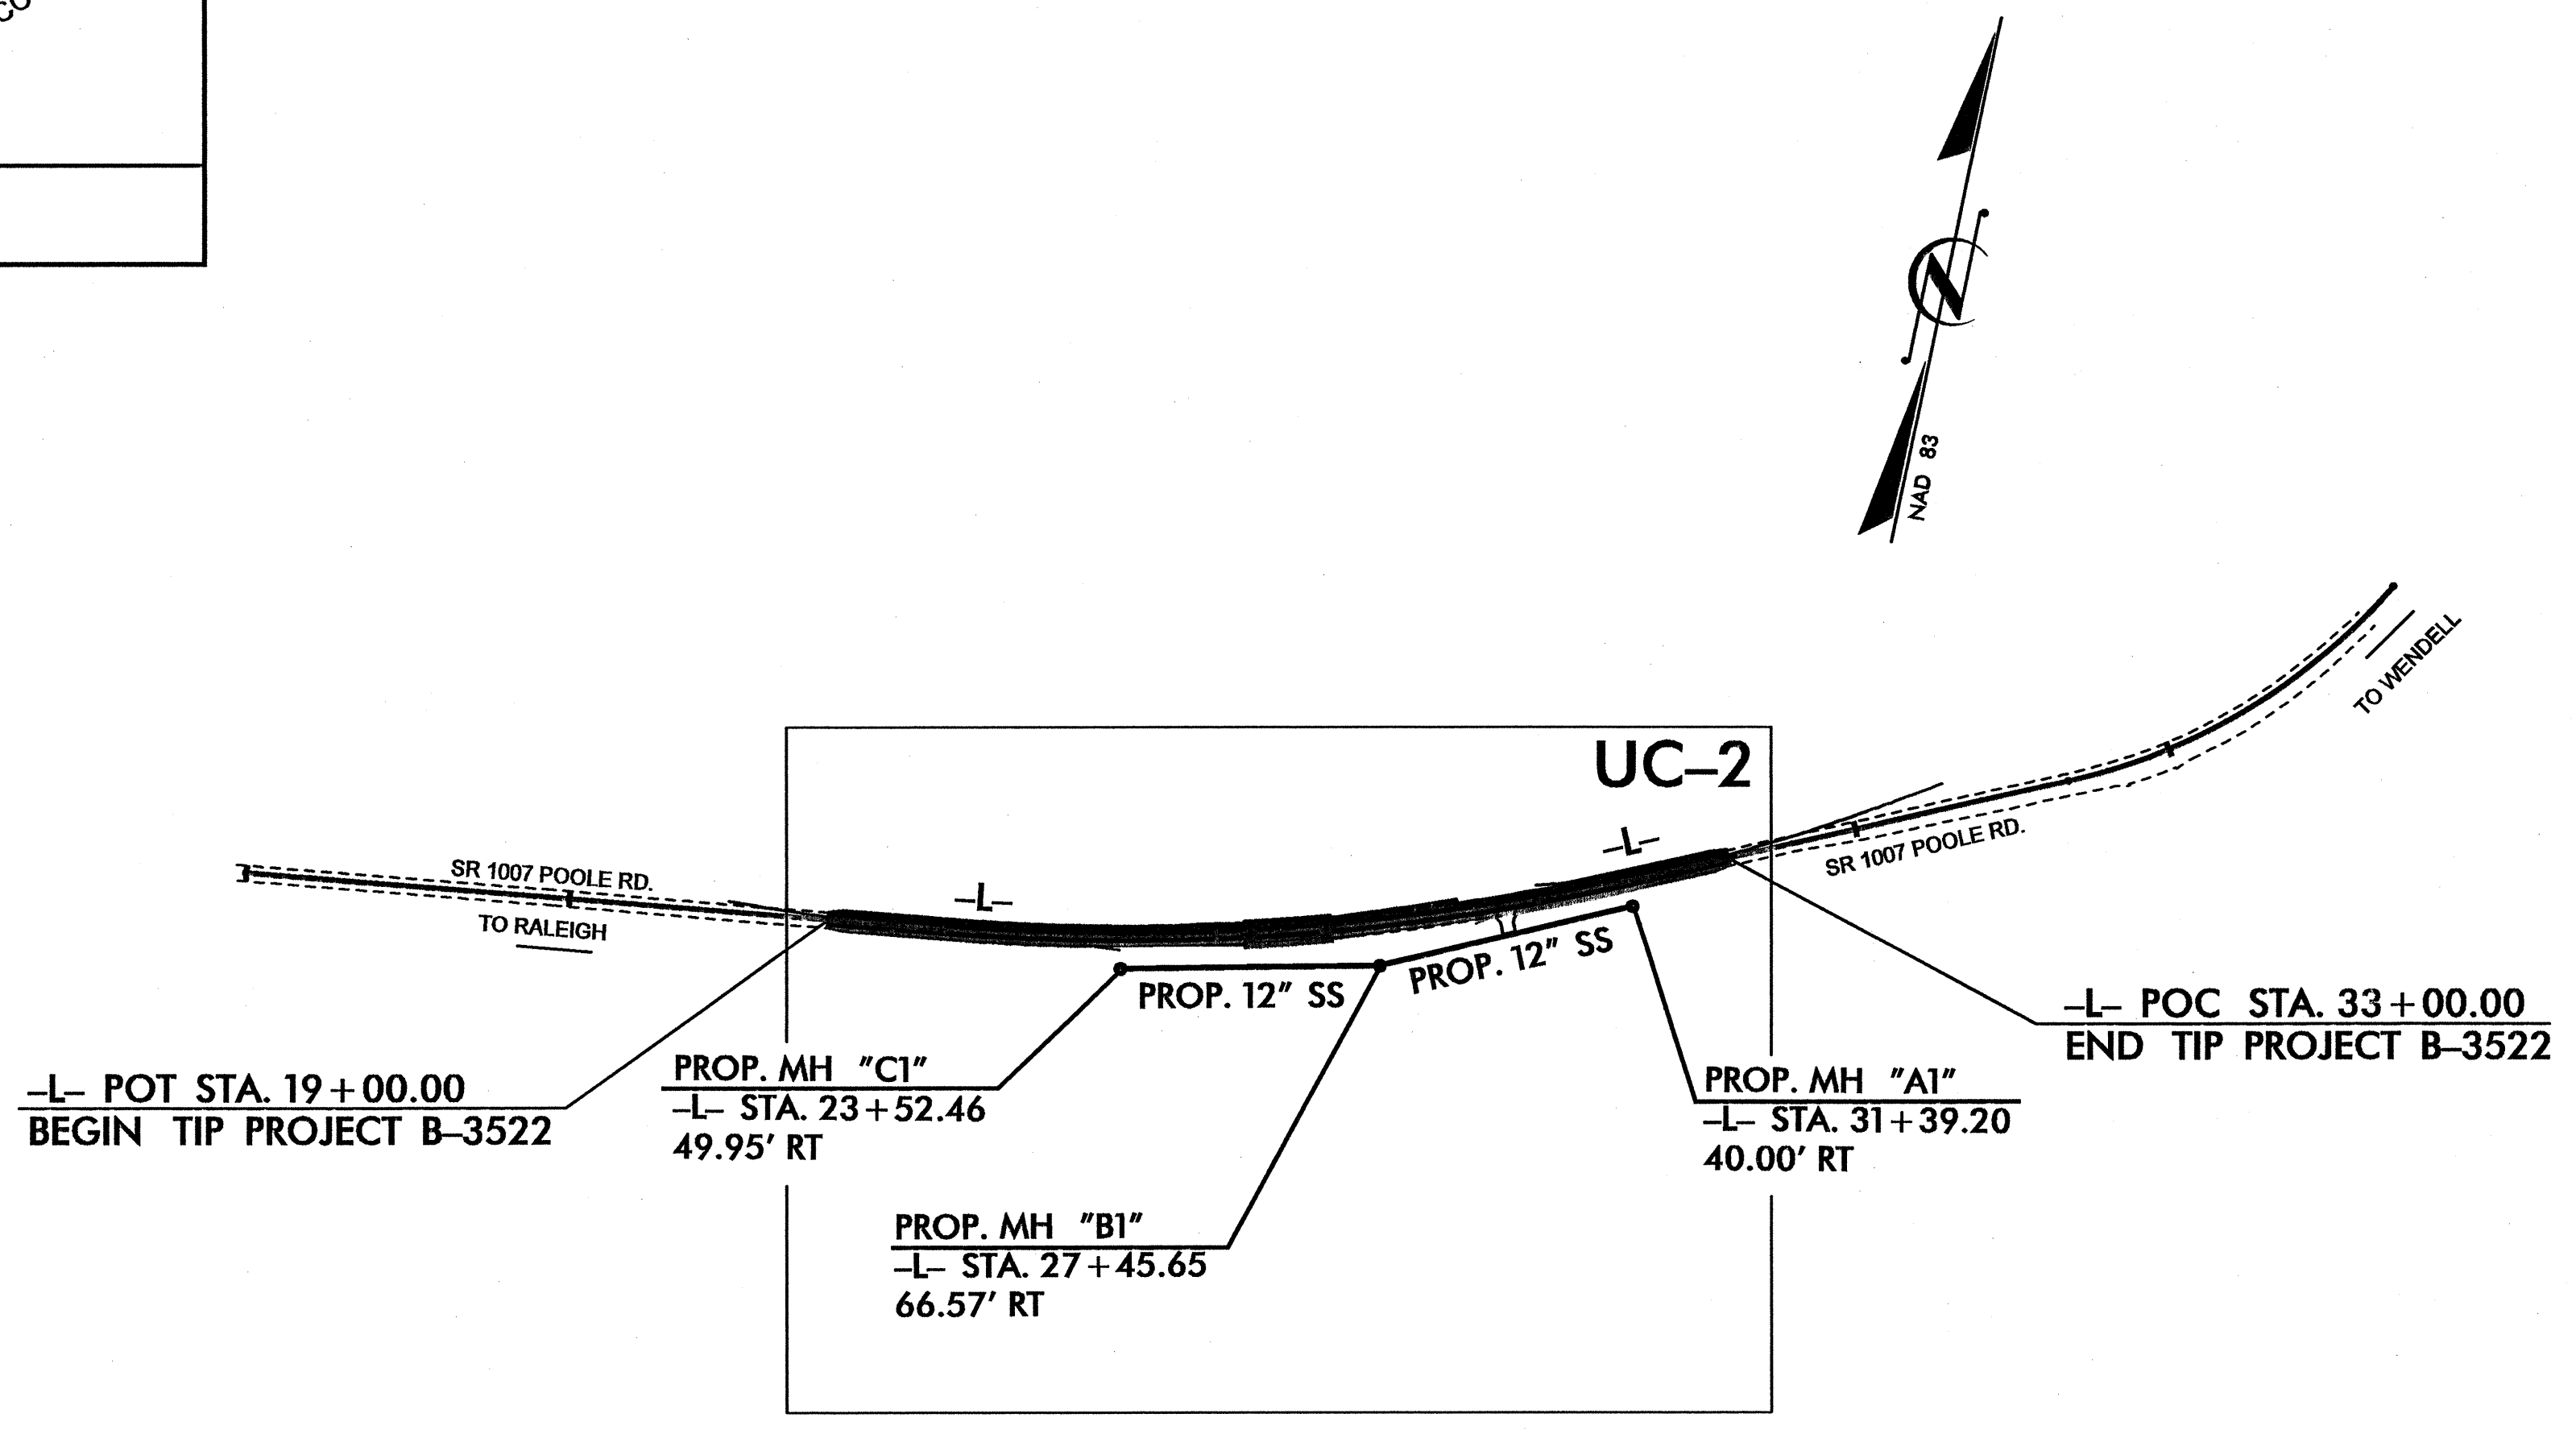 CO
N
NAD 83
TO WENDELL
UC–2
–L–
SR 1007 POOLE RD.
SR 1007 POOLE RD.
TO RALEIGH
–L–
PROP. 12" SS
PROP. 12" SS
–L– POC STA. 33+00.00
END TIP PROJECT B–3522
PROP. MH "C1"
–L– STA. 23+52.46
49.95' RT
PROP. MH "A1"
–L– STA. 31+39.20
40.00' RT
–L– POT STA. 19+00.00
BEGIN TIP PROJECT B–3522
PROP. MH "B1"
–L– STA. 27+45.65
66.57' RT